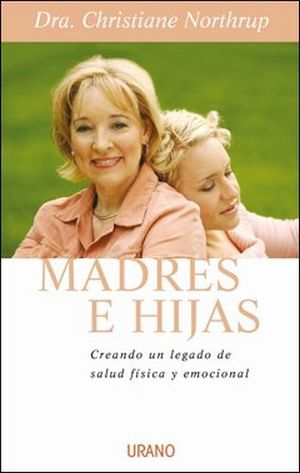 Dra. Christiane Northrup
MADRES
E HIJAS
Creando un legado de
salud física y emocional
URANO